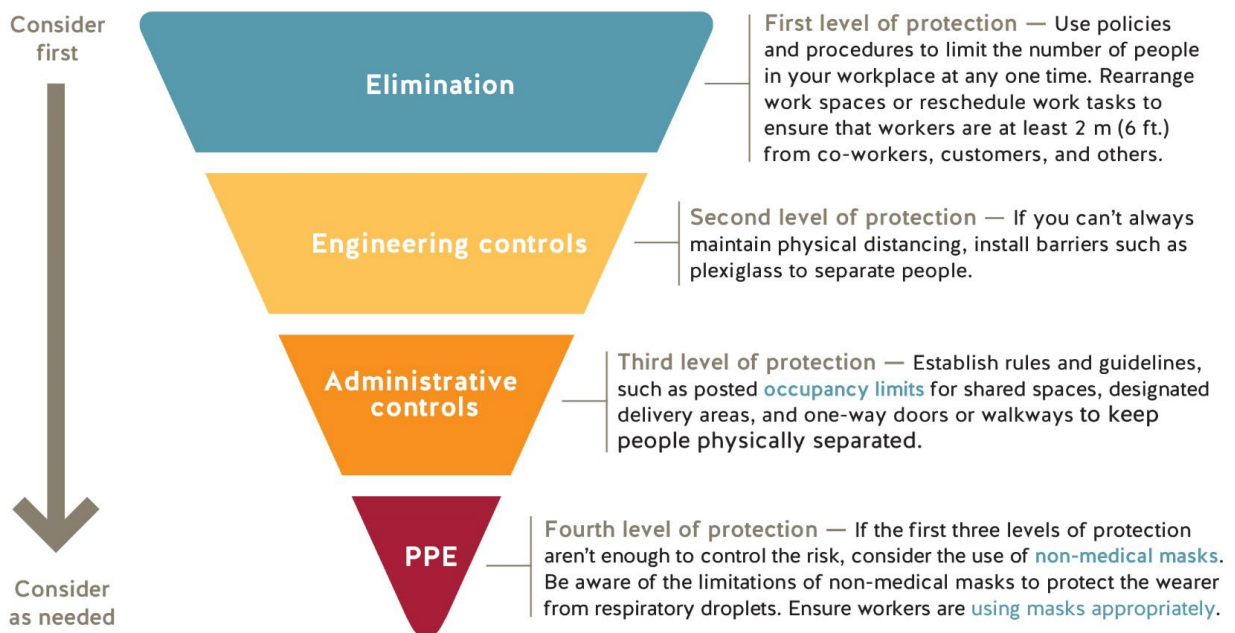 Consider
first
Elimination
First level of protection — Use policies
and procedures to limit the number of people
in your workplace at any one time. Rearrange
work spaces or reschedule work tasks to
ensure that workers are at least 2 m (6 ft.)
from co-workers, customers, and others.
Engineering controls
Second level of protection — If you can’t always
maintain physical distancing, install barriers such as
plexiglass to separate people.
Administrative
controls
Third level of protection — Establish rules and guidelines,
such as posted occupancy limits for shared spaces, designated
delivery areas, and one-way doors or walkways to keep
people physically separated.
PPE
Fourth level of protection — If the first three levels of protection
aren’t enough to control the risk, consider the use of non-medical masks.
Be aware of the limitations of non-medical masks to protect the wearer
from respiratory droplets. Ensure workers are using masks appropriately.
Consider
as needed